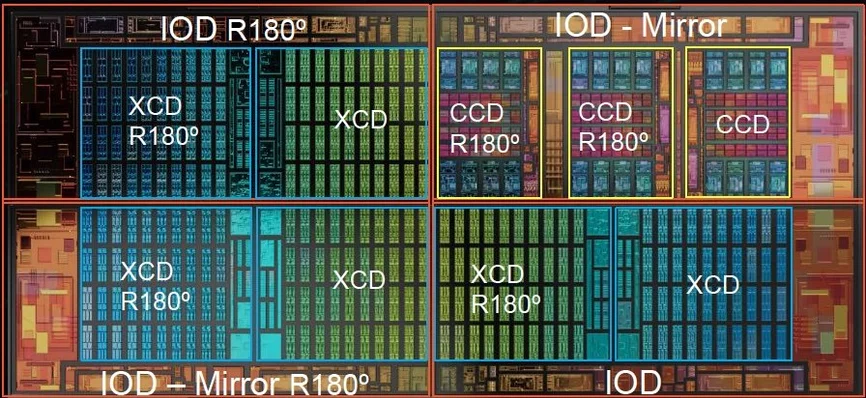 IOD R180º
IOD - Mirror
XCD
R180º
XCD
CCD
R180º
CCD
R180º
CCD
XCD
R180º
XCD
XCD
R180º
XCD
IOD – Mirror R180º
IOD